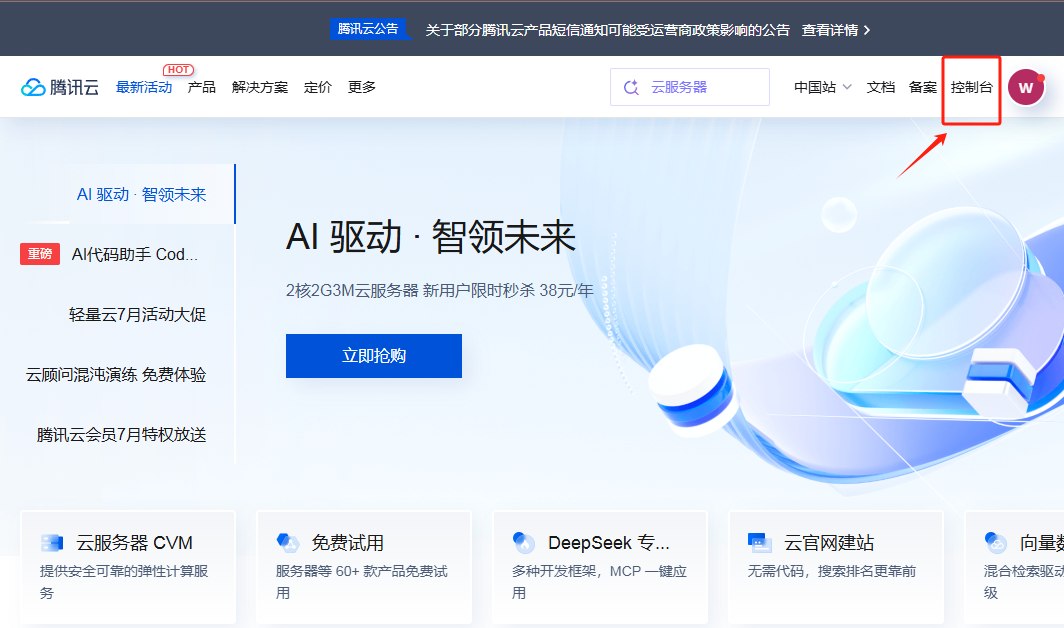 腾讯云公告 关于部分腾讯云产品短信通知可能受运营商政策影响的公告 查看详情
腾讯云 最新活动 HOT 产品 解决方案 定价 更多 云服务器 中国站 文档 备案 控制台 W
AI 驱动 · 智领未来
重磅 AI代码助手 Cod...
轻量云7月活动大促
云顾问混沌演练 免费体验
腾讯云会员7月特权放送
AI 驱动 · 智领未来
2核2G3M云服务器 新用户限时秒杀 38元/年
立即抢购
云服务器 CVM
提供安全可靠的弹性计算服
务
免费试用
服务器等 60+ 款产品免费试
用
DeepSeek 专...
多种开发框架，MCP 一键应
用
云官网建站
无需代码，搜索排名更靠前
向量数
混合检索驱动
级